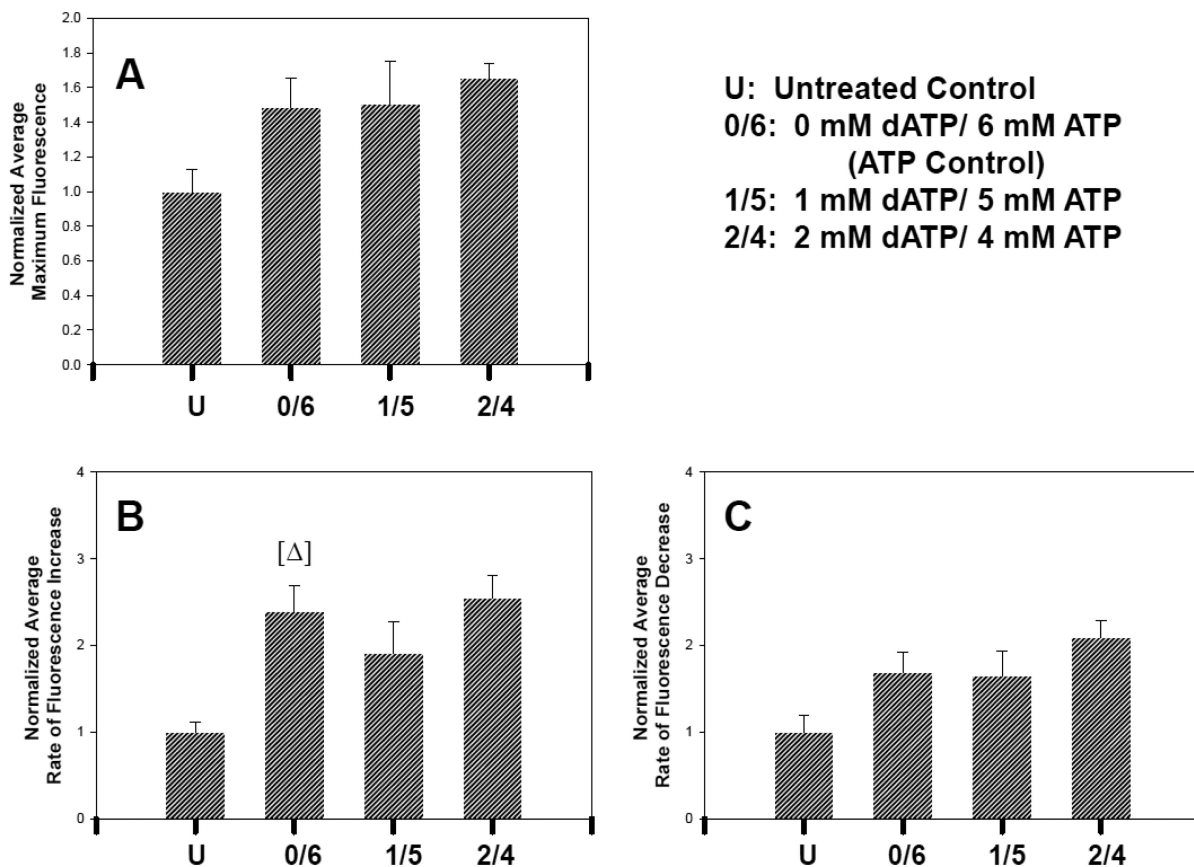 A
2.0
1.8
1.6
1.4
1.2
1.0
0.8
0.6
0.4
0.2
0.0
Normalized Average
Maximum Fluorescence
U 0/6 1/5 2/4
U: Untreated Control
0/6: 0 mM dATP/ 6 mM ATP
(ATP Control)
1/5: 1 mM dATP/ 5 mM ATP
2/4: 2 mM dATP/ 4 mM ATP
B
[Δ]
4
3
2
1
0
Normalized Average
Rate of Fluorescence Increase
U 0/6 1/5 2/4
C
4
3
2
1
0
Normalized Average
Rate of Fluorescence Decrease
U 0/6 1/5 2/4